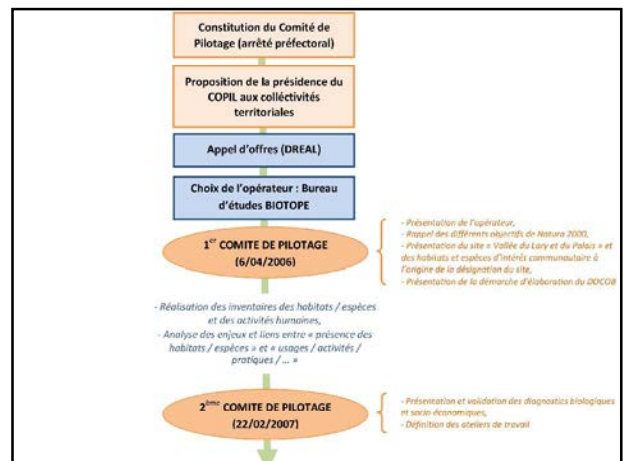 Constitution du Comité de
Pilotage (arrêté préfectoral)
Proposition de la présidence du
COPIL aux colléctivités
territoriales
Appel d'offres (DREAL)
Choix de l'opérateur : Bureau
d'études BIOTOPE
1er COMITE DE PILOTAGE
(6/04/2006)
- Présentation de l'opérateur,
- Rappel des différents objectifs de Natura 2000,
- Présentation du site « Vallée du Lary et du Palais » et
des habitats et espèces d'intérêt communautaire à
l'origine de la désignation du site,
- Présentation de la démarche d'élaboration du DOCOB
- Réalisation des inventaires des habitats / espèces
et des activités humaines,
- Analyse des enjeux et liens entre « présence des
habitats / espèces » et « usages / activités /
pratiques / ... »
2ème COMITE DE PILOTAGE
(22/02/2007)
- Présentation et validation des diagnostics biologiques
et socio-économiques,
- Définition des ateliers de travail